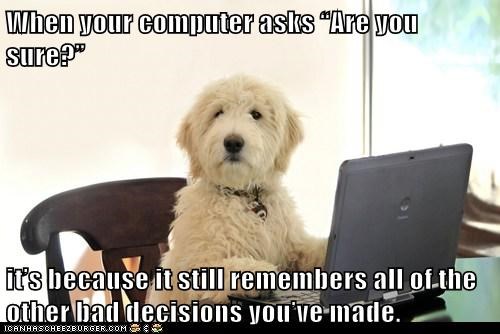 When your computer asks “Are you
sure?”
it’s because it still remembers all of the
other bad decisions you’ve made.
ICANHASCHEEZBURGER.COM